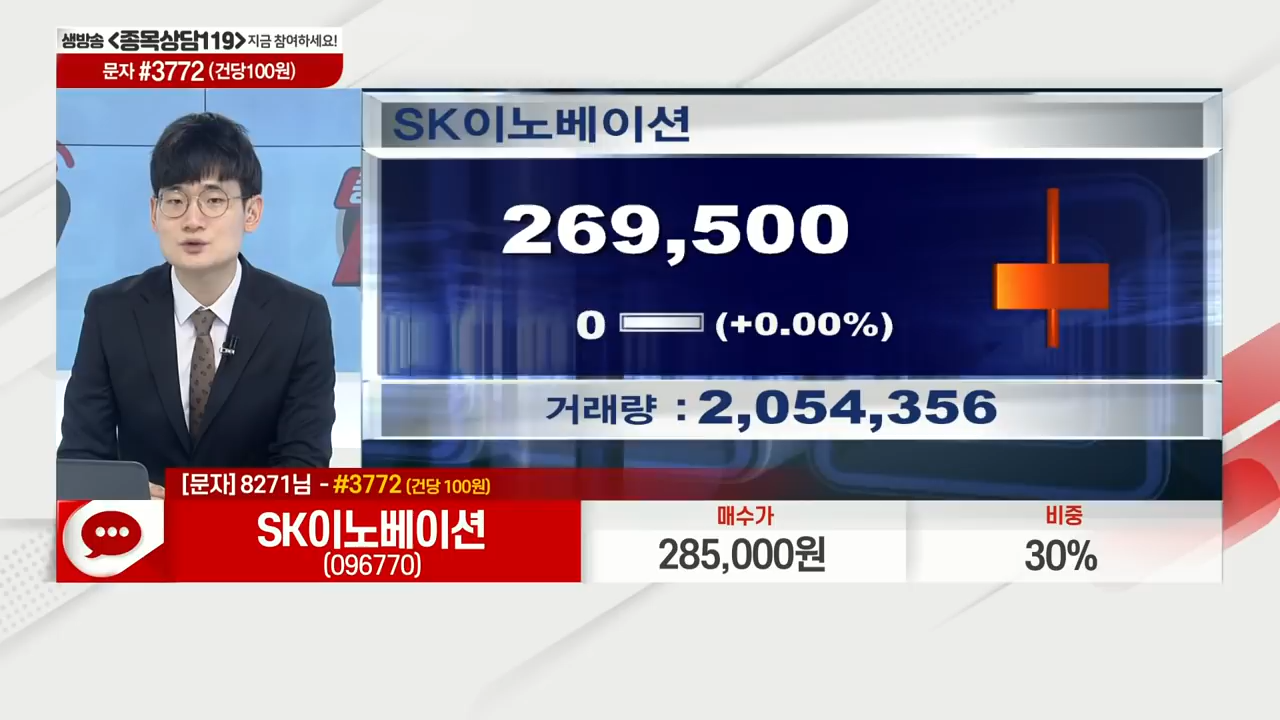 생방송 <종목상담119> 지금 참여하세요!
문자 #3772 (건당100원)
SK이노베이션
269,500
0 (+0.00%)
거래량 : 2,054,356
[문자] 8271님 - #3772 (건당 100원)
SK이노베이션
(096770)
매수가
285,000원
비중
30%